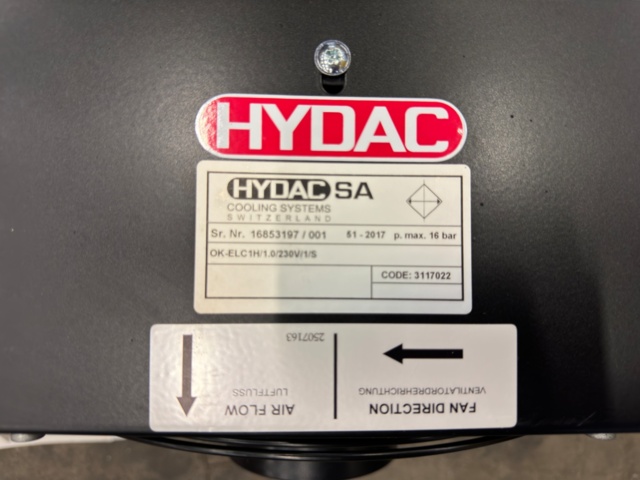 HYDAC
HYDAC SA
COOLING SYSTEMS
SWITZERLAND
Sr. Nr. 16853197 / 001 51 - 2017 p. max. 16 bar
OK-ELC1H/1.0/230V/1/S
CODE: 3117022
FAN DIRECTION
VENTILATORDREHRICHTUNG
AIR FLOW
LUFTFLUSS
2507163